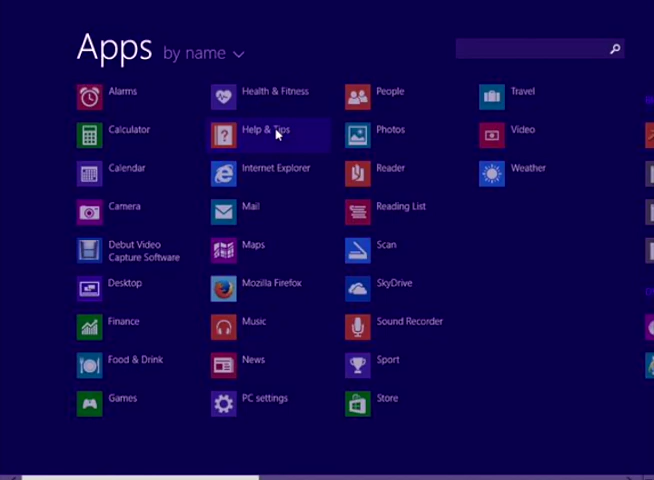 Apps by name
Alarms
Calculator
Calendar
Camera
Debut Video
Capture Software
Desktop
Finance
Food & Drink
Games
Health & Fitness
Help & Tips
Internet Explorer
Mail
Maps
Mozilla Firefox
Music
News
PC settings
People
Photos
Reader
Reading List
Scan
SkyDrive
Sound Recorder
Sport
Store
Travel
Video
Weather